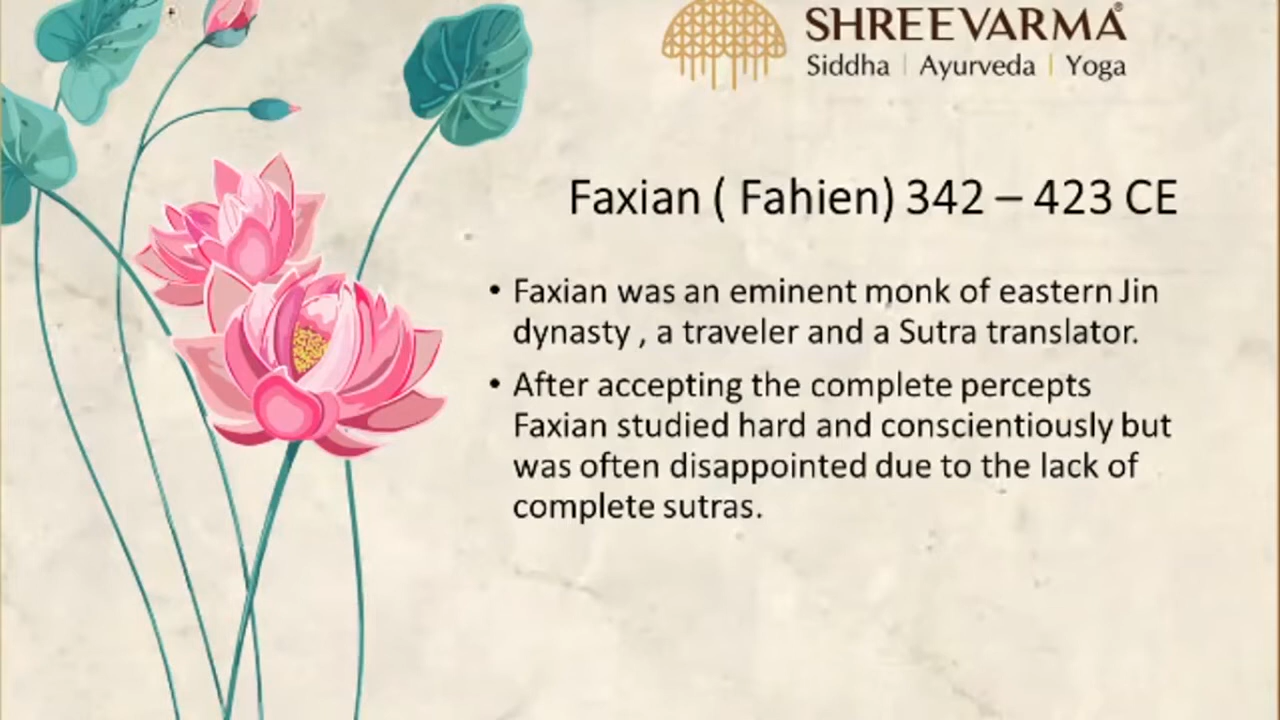 SHREEVARMA®
Siddha | Ayurveda | Yoga
Faxian ( Fahien) 342 – 423 CE
• Faxian was an eminent monk of eastern Jin
dynasty , a traveler and a Sutra translator.
• After accepting the complete percepts
Faxian studied hard and conscientiously but
was often disappointed due to the lack of
complete sutras.